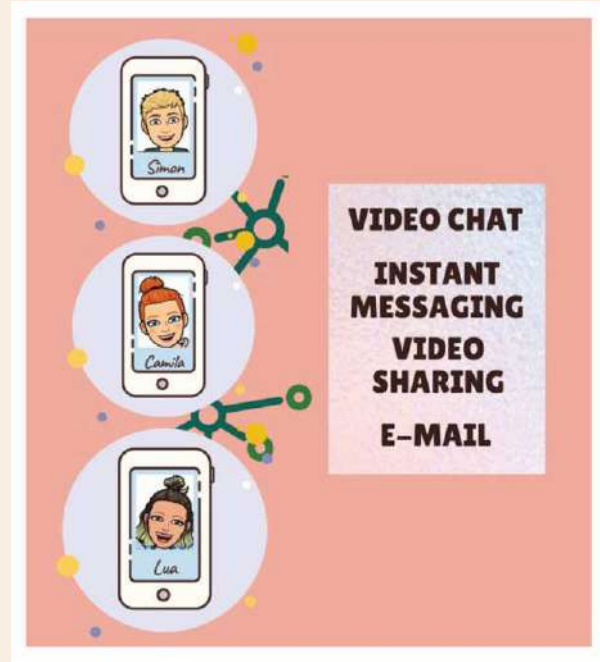 Simon
Camila
Lua
VIDEO CHAT
INSTANT
MESSAGING
VIDEO
SHARING
E-MAIL